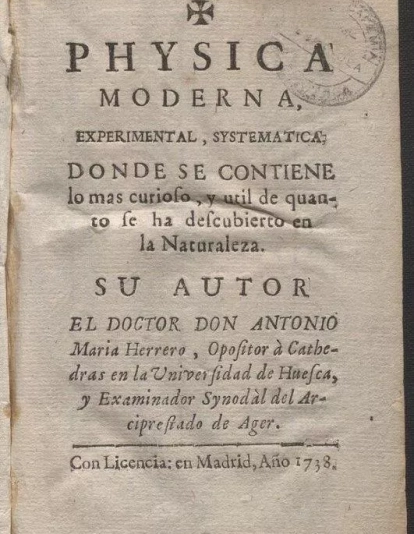 PHYSICA
MODERNA,
EXPERIMENTAL, SYSTEMATICA;
DONDE SE CONTIENE
lo mas curioſo, y util de quan-
to ſe ha deſcubierto en
la Naturaleza.
SU AUTOR
EL DOCTOR DON ANTONIO
Maria Herrero, Opoſitor à Cathe-
dras en la Univerſidad de Hueſca,
y Examinador Synodàl del Ar-
cipreſtado de Ager.
Con Licencia: en Madrid, Año 1738.